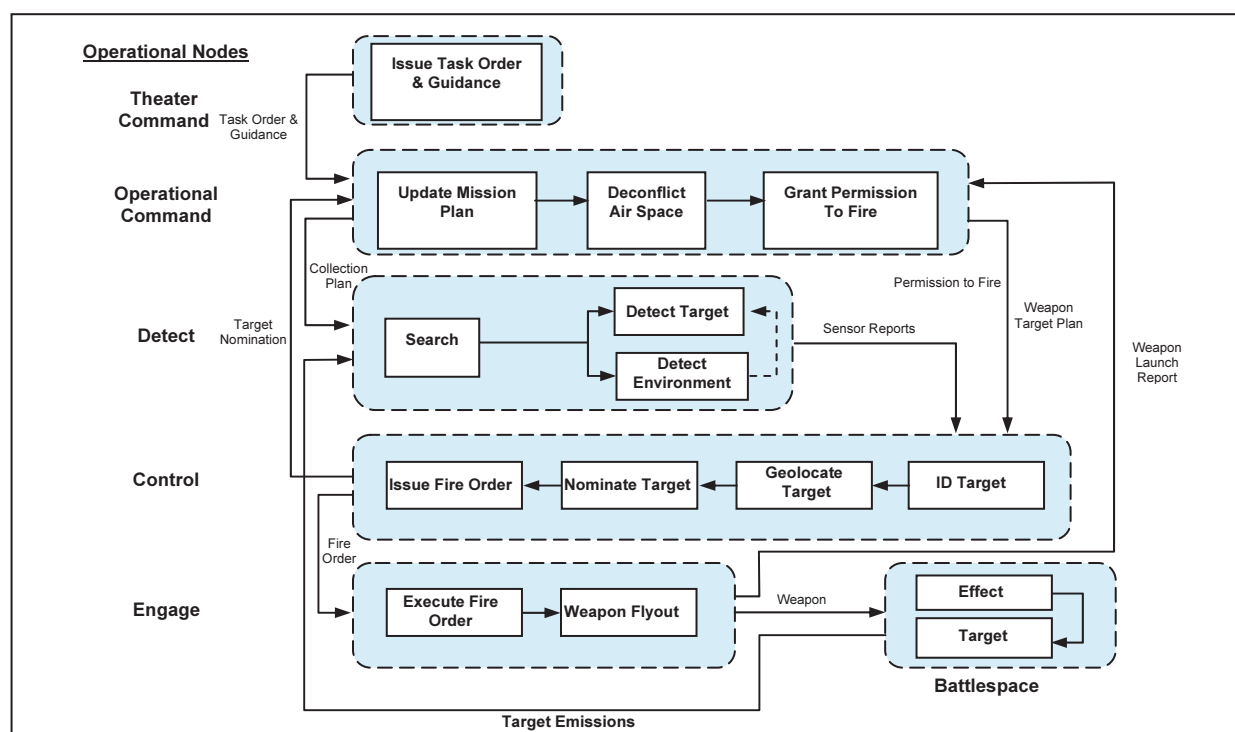 Operational Nodes
Issue Task Order
& Guidance
Theater
Command
Task Order &
Guidance
Operational
Command
Update Mission
Plan
Deconflict
Air Space
Grant Permission
To Fire
Collection
Plan
Permission to Fire
Weapon
Target Plan
Target
Nomination
Detect
Search
Detect Target
Detect
Environment
Sensor Reports
Weapon
Launch
Report
Control
Issue Fire Order
Nominate Target
Geolocate
Target
ID Target
Fire
Order
Engage
Execute Fire
Order
Weapon Flyout
Weapon
Effect
Target
Battlespace
Target Emissions